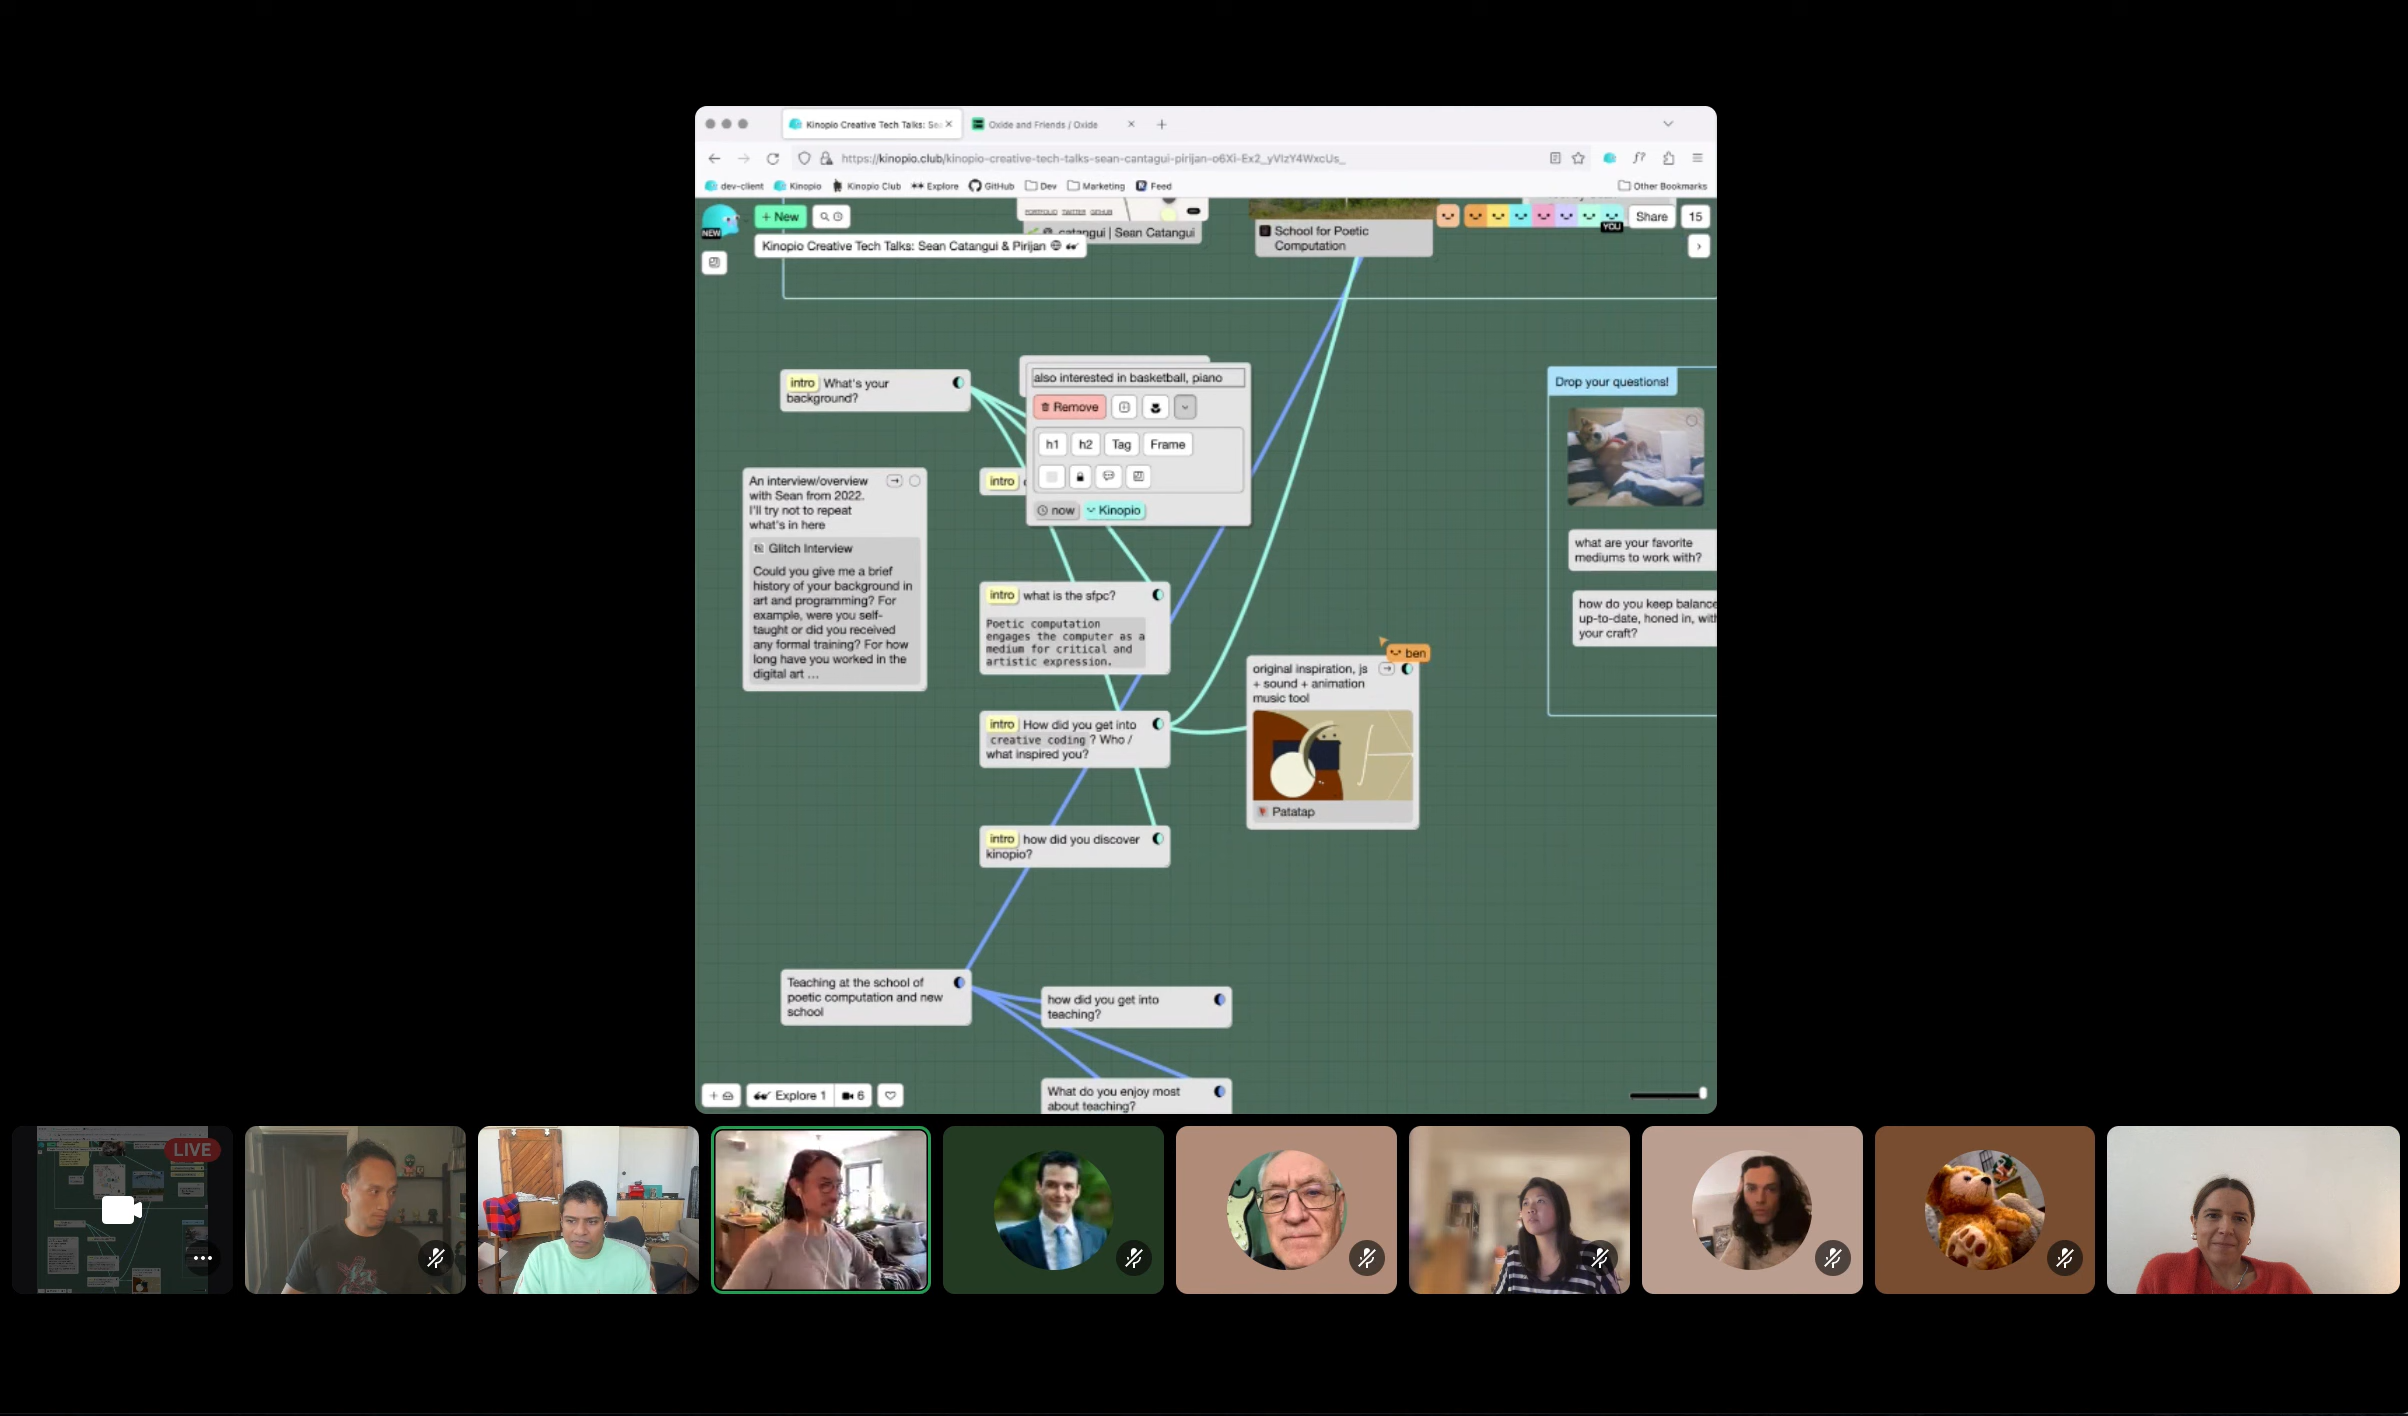 Kinopio Creative Tech Talks: Se
Oxide and Friends / Oxide
https://kinopio.club/kinopio-creative-tech-talks-sean-cantagui-pirijan-o6Xi-Ex2_yVIzY4WxcUs_
dev-client
Kinopio
Kinopio Club
Explore
GitHub
Dev
Marketing
Feed
Other Bookmarks
NEW
+ New
PORTFOLIO TWITTER GITHUB
catangui | Sean Catangui
School for Poetic
Computation
YOU
Share
15
Kinopio Creative Tech Talks: Sean Catangui & Pirijan
intro What's your
background?
also interested in basketball, piano
Remove
h1
h2
Tag
Frame
now
Kinopio
Drop your questions!
An interview/overview
with Sean from 2022.
I'll try not to repeat
what's in here
Glitch Interview
Could you give me a brief
history of your background in
art and programming? For
example, were you self-
taught or did you received
any formal training? For how
long have you worked in the
digital art ...
intro
intro what is the sfpc?
Poetic computation
engages the computer as a
medium for critical and
artistic expression.
what are your favorite
mediums to work with?
how do you keep balance
up-to-date, honed in, wit
your craft?
ben
original inspiration, js
+ sound + animation
music tool
Patatap
intro How did you get into
creative coding ? Who /
what inspired you?
intro how did you discover
kinopio?
Teaching at the school of
poetic computation and new
school
how did you get into
teaching?
What do you enjoy most
about teaching?
Explore 1
6
LIVE